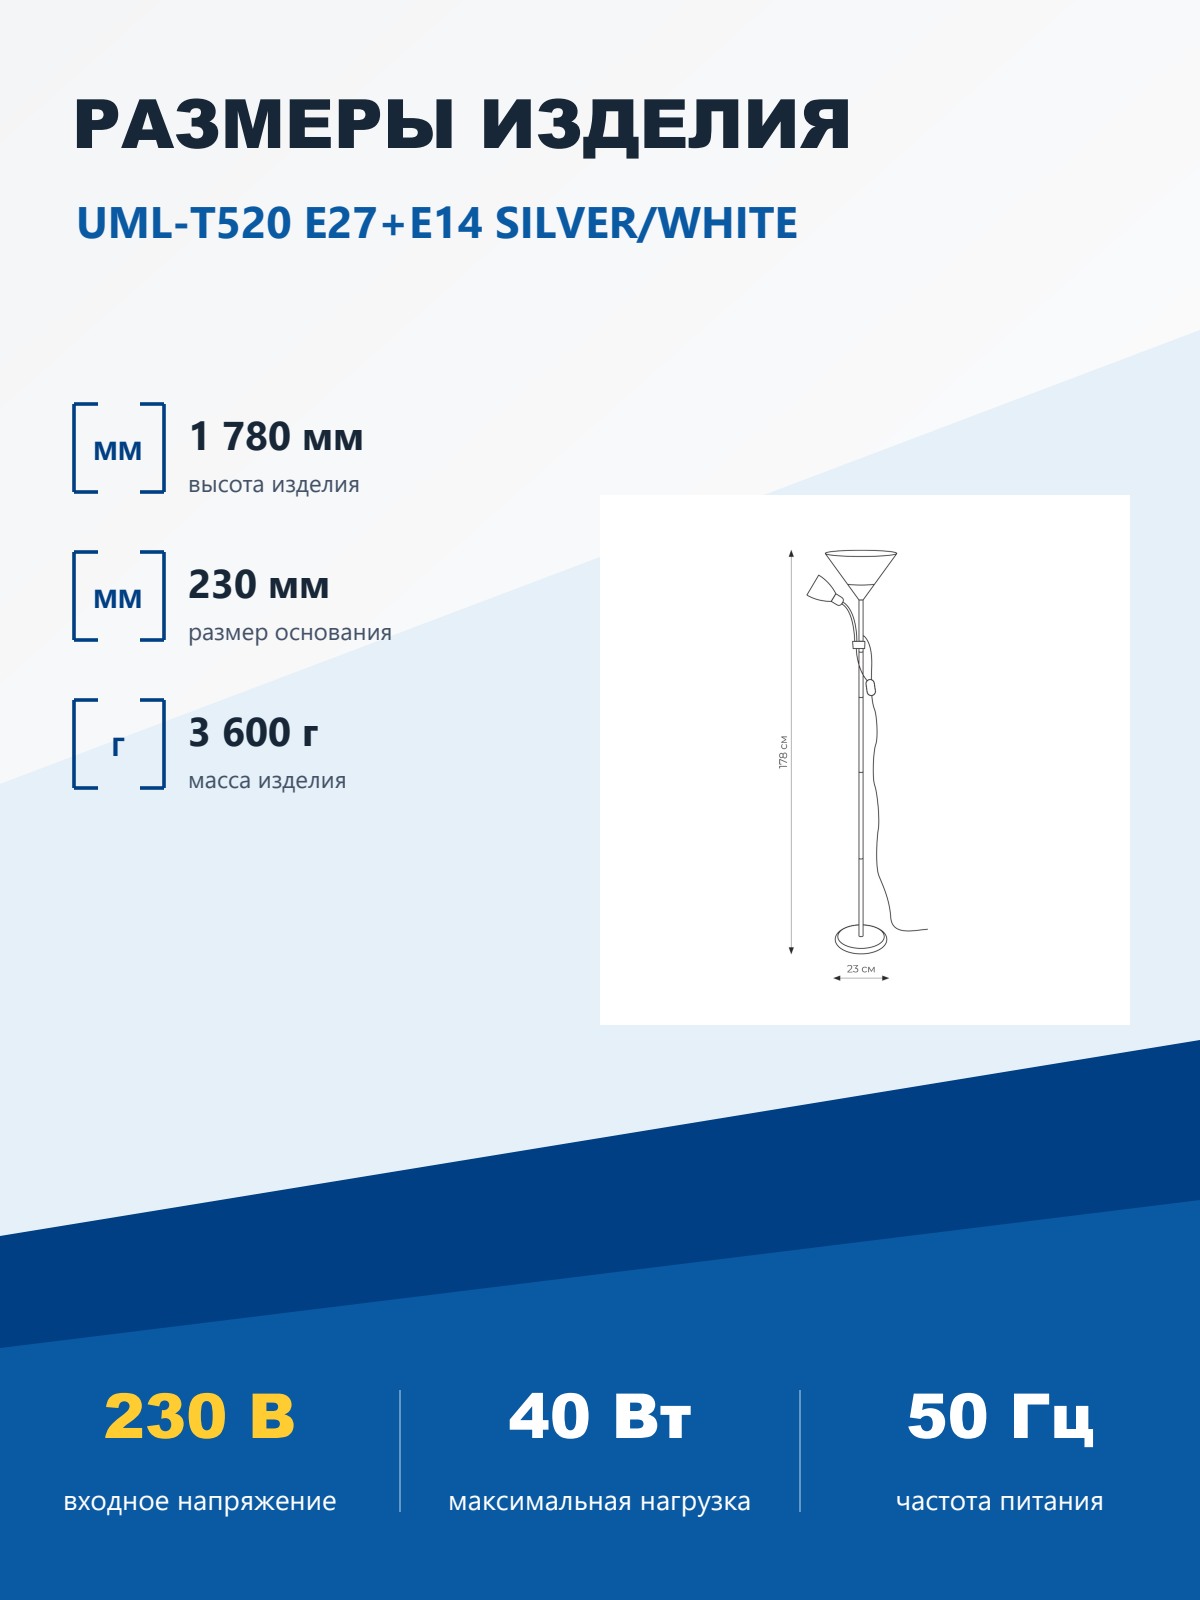 РАЗМЕРЫ ИЗДЕЛИЯ
UML-T520 E27+E14 SILVER/WHITE
мм
1 780 мм
высота изделия
мм
230 мм
размер основания
г
3 600 г
масса изделия
178 см
23 см
230 В
входное напряжение
40 Вт
максимальная нагрузка
50 Гц
частота питания